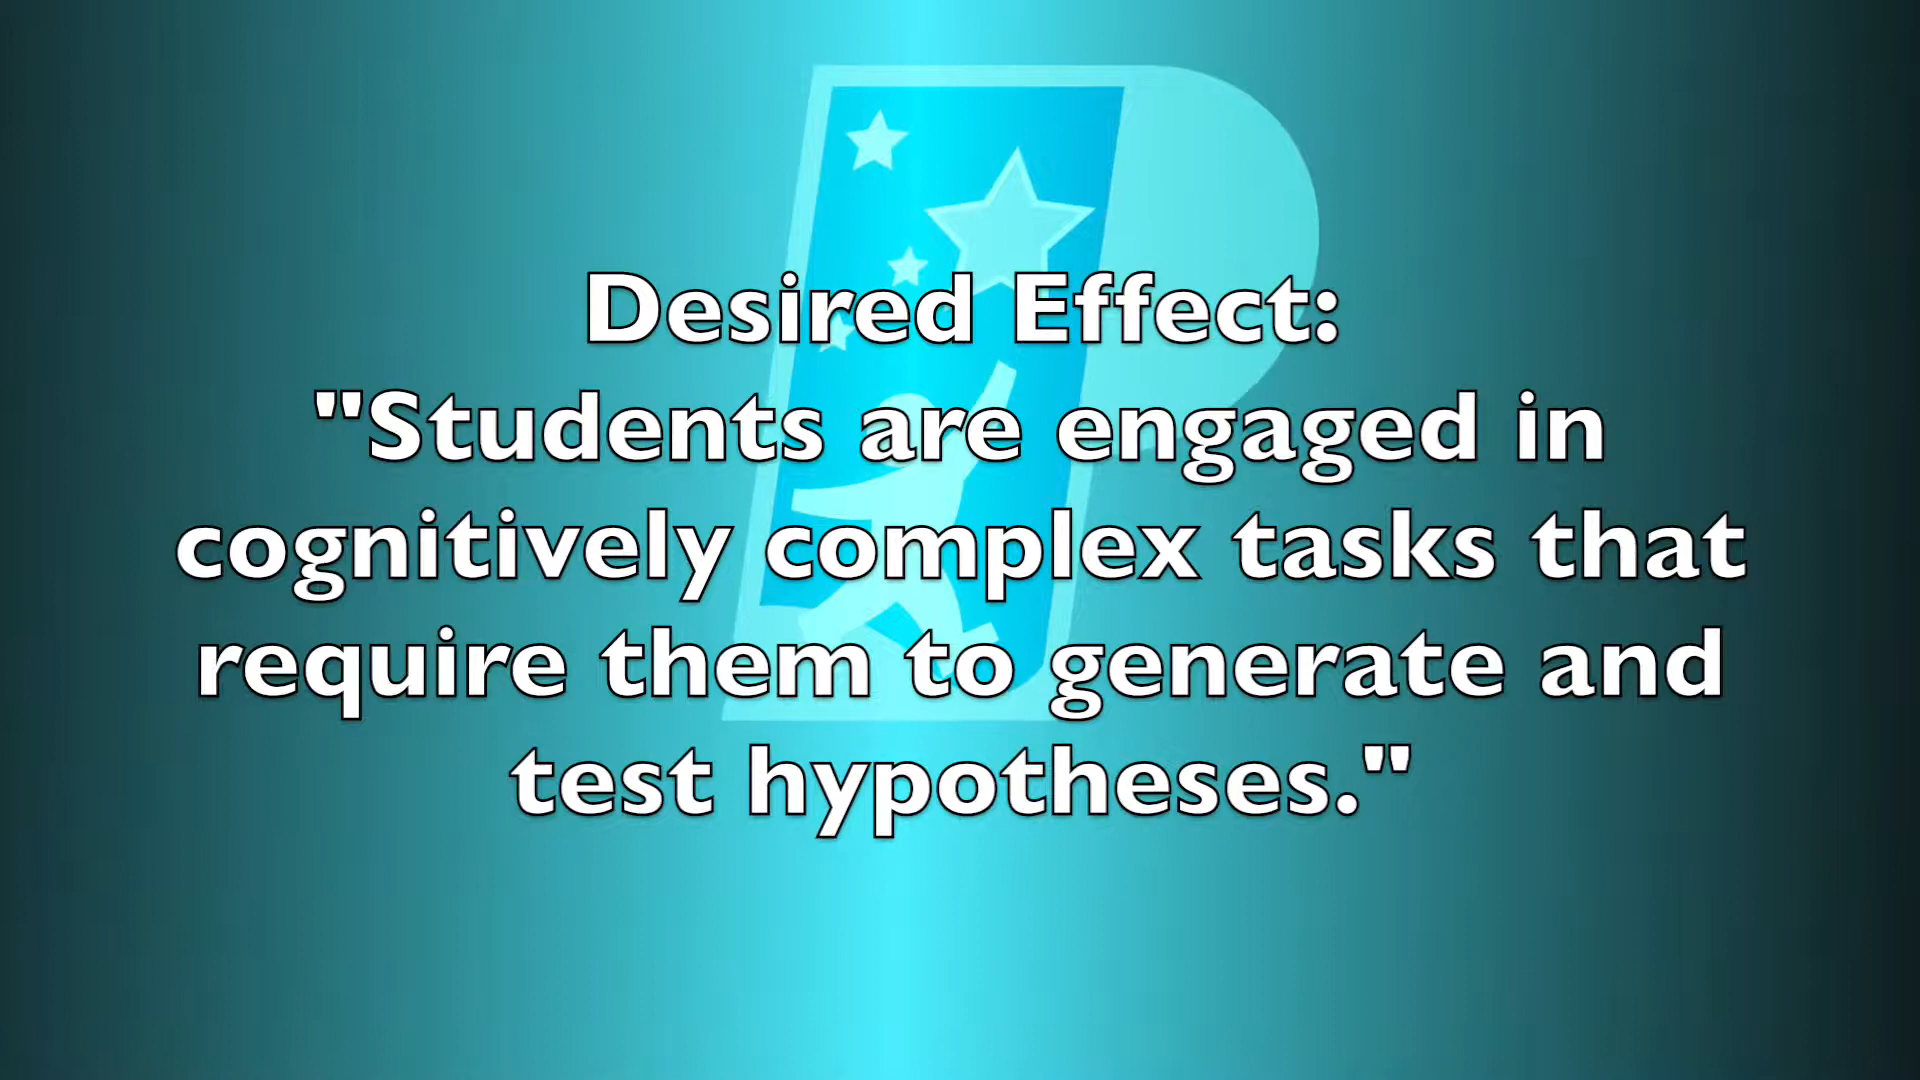 Desired Effect:
"Students are engaged in
cognitively complex tasks that
require them to generate and
test hypotheses."